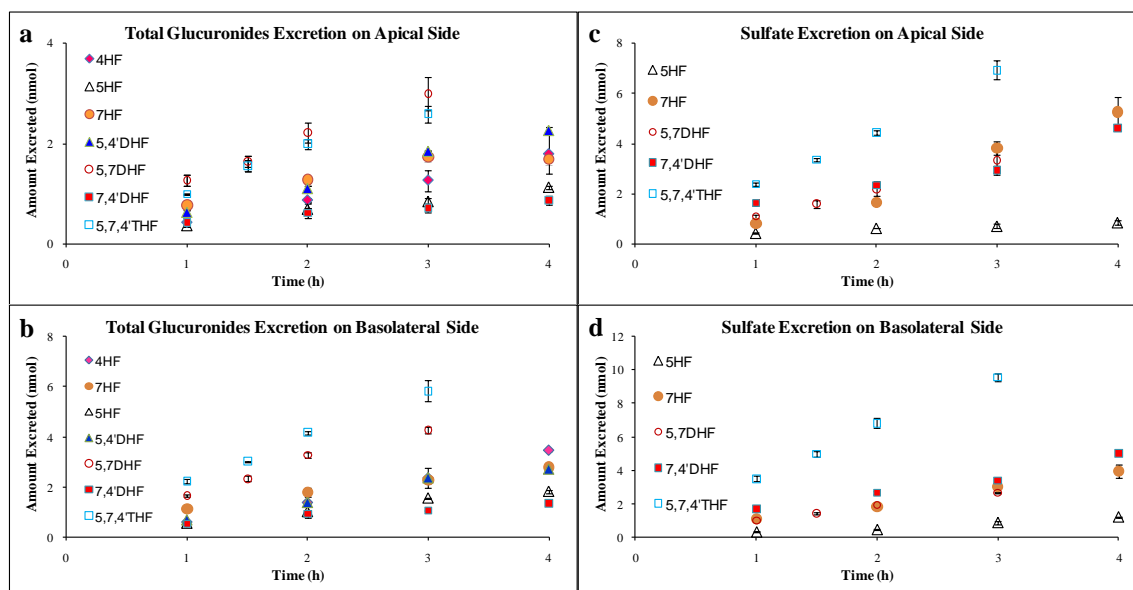 a
Total Glucuronides Excretion on Apical Side
Amount Excreted (nmol)
4
2
0
4HF
5HF
7HF
5,4'DHF
5,7DHF
7,4'DHF
5,7,4'THF
0 1 2 3 4
Time (h)
c
Sulfate Excretion on Apical Side
Amount Excreted (nmol)
8
6
4
2
0
5HF
7HF
5,7DHF
7,4'DHF
5,7,4'THF
0 1 2 3 4
Time (h)
b
Total Glucuronides Excretion on Basolateral Side
Amount Excreted (nmol)
8
6
4
2
0
4HF
7HF
5HF
5,4'DHF
5,7DHF
7,4'DHF
5,7,4'THF
0 1 2 3 4
Time (h)
d
Sulfate Excretion on Basolateral Side
Amount Excreted (nmol)
12
10
8
6
4
2
0
5HF
7HF
5,7DHF
7,4'DHF
5,7,4'THF
0 1 2 3 4
Time (h)